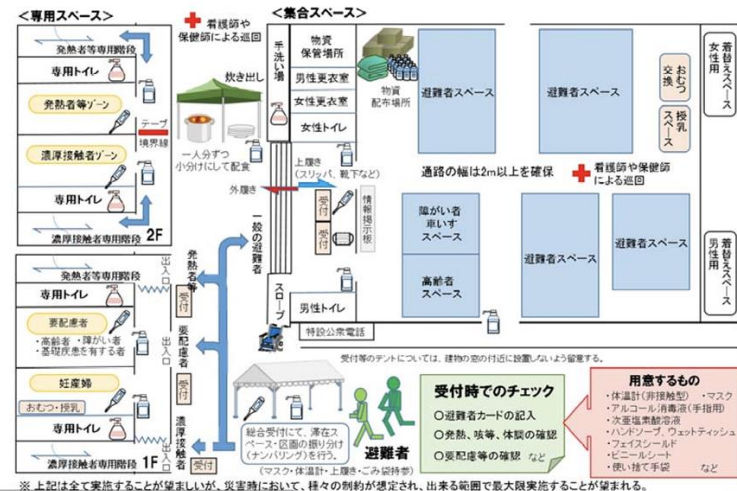 ＜専用スペース＞
看護師や
保健師による巡回
発熱者等専用階段
専用トイレ
発熱者等ゾーン
テープ
境界線
濃厚接触者ゾーン
専用トイレ
濃厚接触者専用階段
2F
炊き出し
一人分ずつ
小分けにして配食
＜集合スペース＞
手洗い場
物資
保管場所
男性更衣室
女性更衣室
女性トイレ
物資
配布場所
避難者スペース
避難者スペース
おむつ
交換
授乳
スペース
女性用
着替えスペース
上履き
(スリッパ、靴下など)
外履き
受付
受付
情報掲示板
通路の幅は2m以上を確保
看護師や保健師
による巡回
障がい者
車いす
スペース
高齢者
スペース
避難者スペース
避難者スペース
男性用
着替えスペース
一般の避難者
スロープ
男性トイレ
特設公衆電話
発熱者等専用階段
専用トイレ
要配慮者
・高齢者 ・障がい者
・基礎疾患を有する者
妊産婦
おむつ・授乳
専用トイレ
濃厚接触者専用階段
1F
出入口
出入口
出入口
発熱者等
受付
要配慮者
受付
濃厚接触者
受付
受付等のテントについては、建物の窓の付近に設置しないよう留意する。
総合受付にて、滞在ス
ペース・区画の振り分け
(ナンバリング)を行う。
(マスク・体温計・上履き・ごみ袋持参)
避難者
受付時でのチェック
○避難者カードの記入
○発熱、咳等、体調の確認
○要配慮等の確認 など
用意するもの
・体温計(非接触型) ・マスク
・アルコール消毒液(手指用)
・次亜塩素酸溶液
・ハンドソープ、ウェットティッシュ
・フェイスシールド
・ビニールシート
・使い捨て手袋 など
※ 上記は全て実施することが望ましいが、災害時において、種々の制約が想定され、出来る範囲で最大限実施することが望まれる。